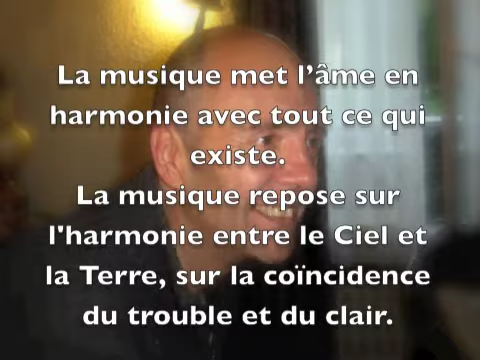 La musique met l’âme en
harmonie avec tout ce qui
existe.
La musique repose sur
l'harmonie entre le Ciel et
la Terre, sur la coïncidence
du trouble et du clair.